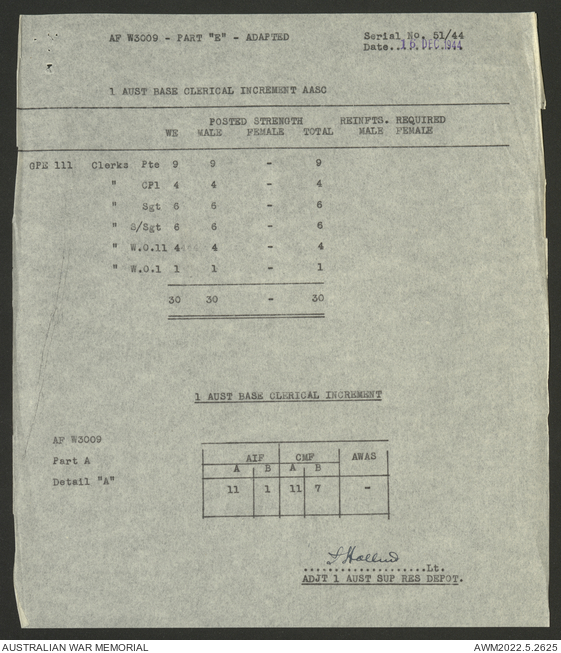 AF W3009 - PART "E" - ADAPTED Serial No. 51/44
Date. 16 DEC 1944
1 AUST BASE CLERICAL INCREMENT AASC
POSTED STRENGTH REINFTS. REQUIRED
WE MALE FEMALE TOTAL MALE FEMALE
GPE 111 Clerks Pte 9 9 - 9
" CPl 4 4 - 4
" Sgt 6 6 - 6
" S/Sgt 6 6 - 6
" W.O.11 4 4 - 4
" W.O.1 1 1 - 1
30 30 - 30
1 AUST BASE CLERICAL INCREMENT
AF W3009
Part A
Detail "A"
AIF CMF AWAS
A B A B
11 1 11 7 -
.....................Lt.
ADJT 1 AUST SUP RES DEPOT.
AUSTRALIAN WAR MEMORIAL AWM2022.5.2625